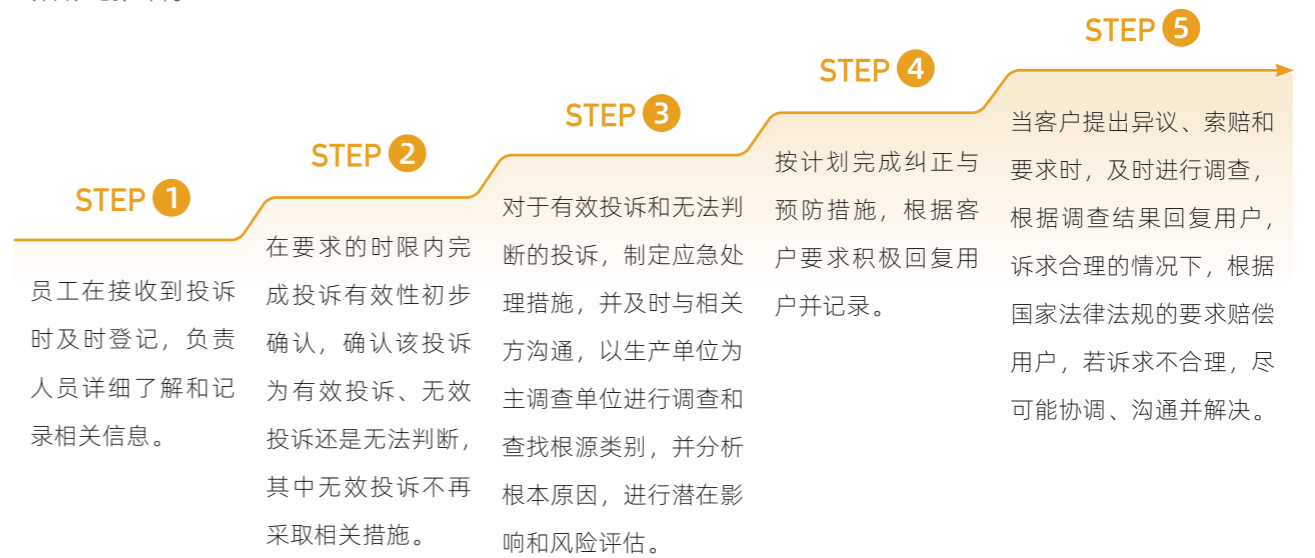 STEP 1
员工在接收到投诉
时及时登记，负责
人员详细了解和记
录相关信息。
STEP 2
在要求的时限内完
成投诉有效性初步
确认，确认该投诉
为有效投诉、无效
投诉还是无法判断，
其中无效投诉不再
采取相关措施。
STEP 3
对于有效投诉和无法判
断的投诉，制定应急处
理措施，并及时与相关
方沟通，以生产单位为
主调查单位进行调查和
查找根源类别，并分析
根本原因，进行潜在影
响和风险评估。
STEP 4
按计划完成纠正与
预防措施，根据客
户要求积极回复用
户并记录。
STEP 5
当客户提出异议、索赔和
要求时，及时进行调查，
根据调查结果回复用户，
诉求合理的情况下，根据
国家法律法规的要求赔偿
用户，若诉求不合理，尽
可能协调、沟通并解决。